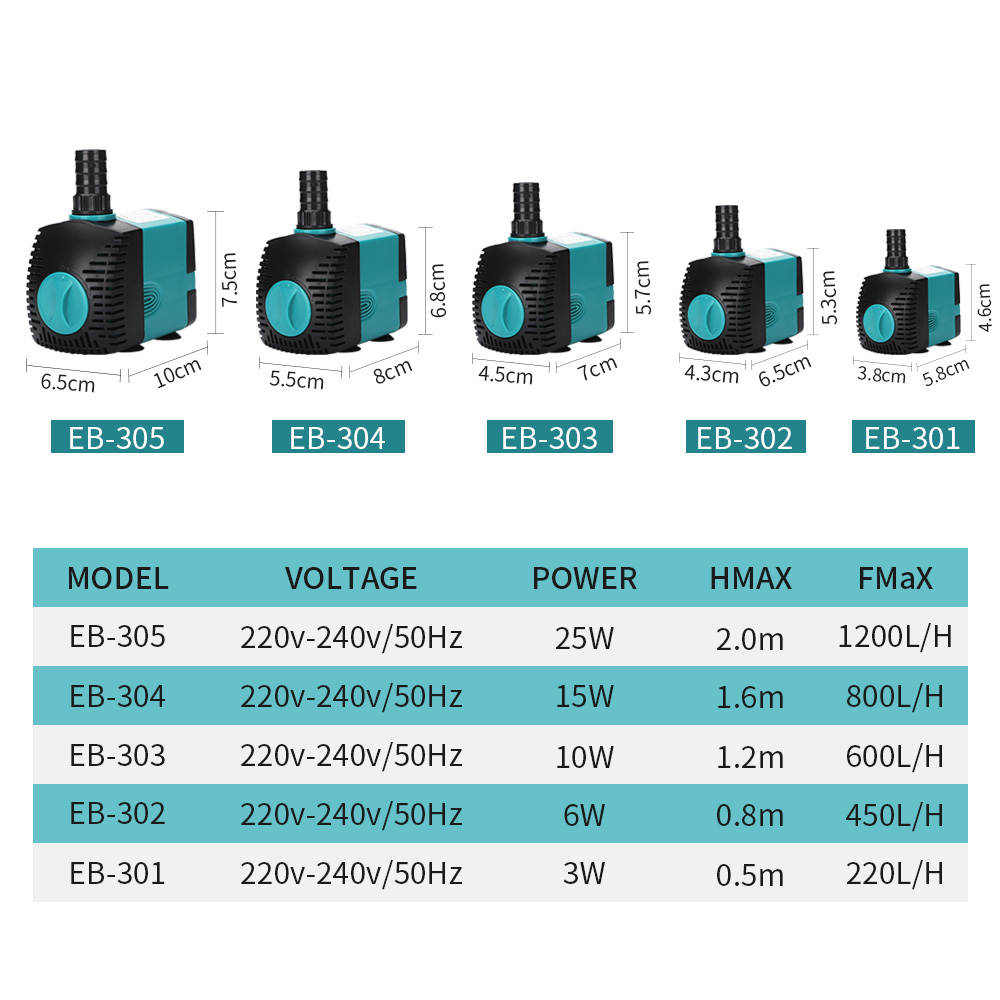 7.5cm
6.5cm
10cm
6.8cm
5.5cm
8cm
5.7cm
4.5cm
7cm
5.3cm
4.3cm
6.5cm
4.6cm
3.8cm
5.8cm
EB-305 EB-304 EB-303 EB-302 EB-301
MODEL VOLTAGE POWER HMAX FMaX
EB-305 220v-240v/50Hz 25W 2.0m 1200L/H
EB-304 220v-240v/50Hz 15W 1.6m 800L/H
EB-303 220v-240v/50Hz 10W 1.2m 600L/H
EB-302 220v-240v/50Hz 6W 0.8m 450L/H
EB-301 220v-240v/50Hz 3W 0.5m 220L/H